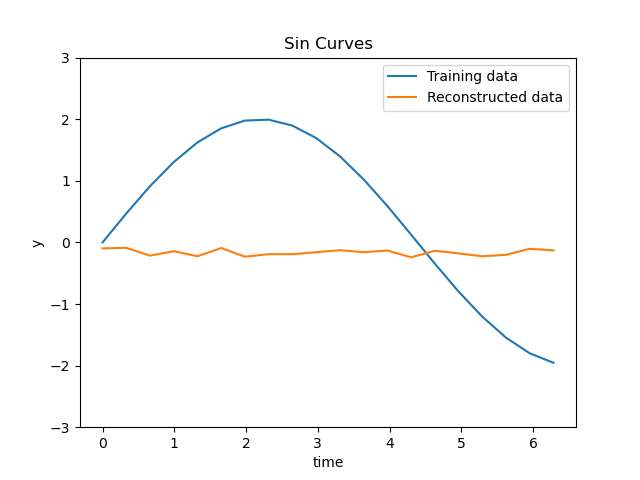 Sin Curves
Training data
Reconstructed data
3
2
1
0
−1
−2
−3
y
0 1 2 3 4 5 6
time